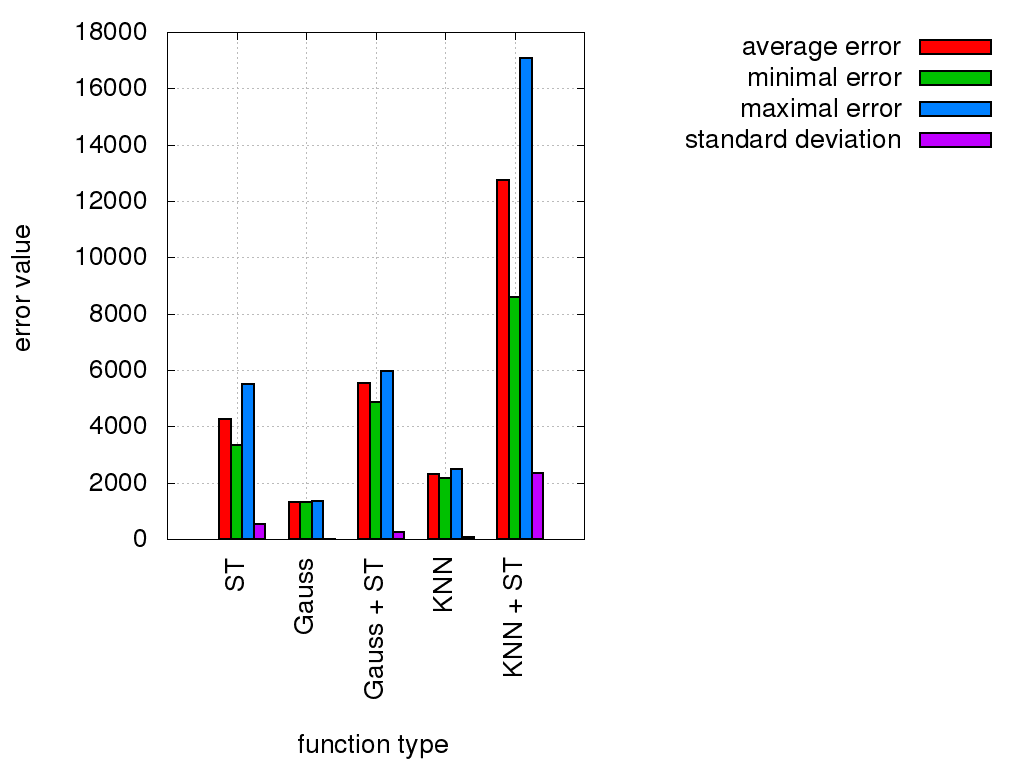 18000
16000
14000
12000
10000
8000
6000
4000
2000
0
error value
ST
Gauss
Gauss + ST
KNN
KNN + ST
function type
average error
minimal error
maximal error
standard deviation